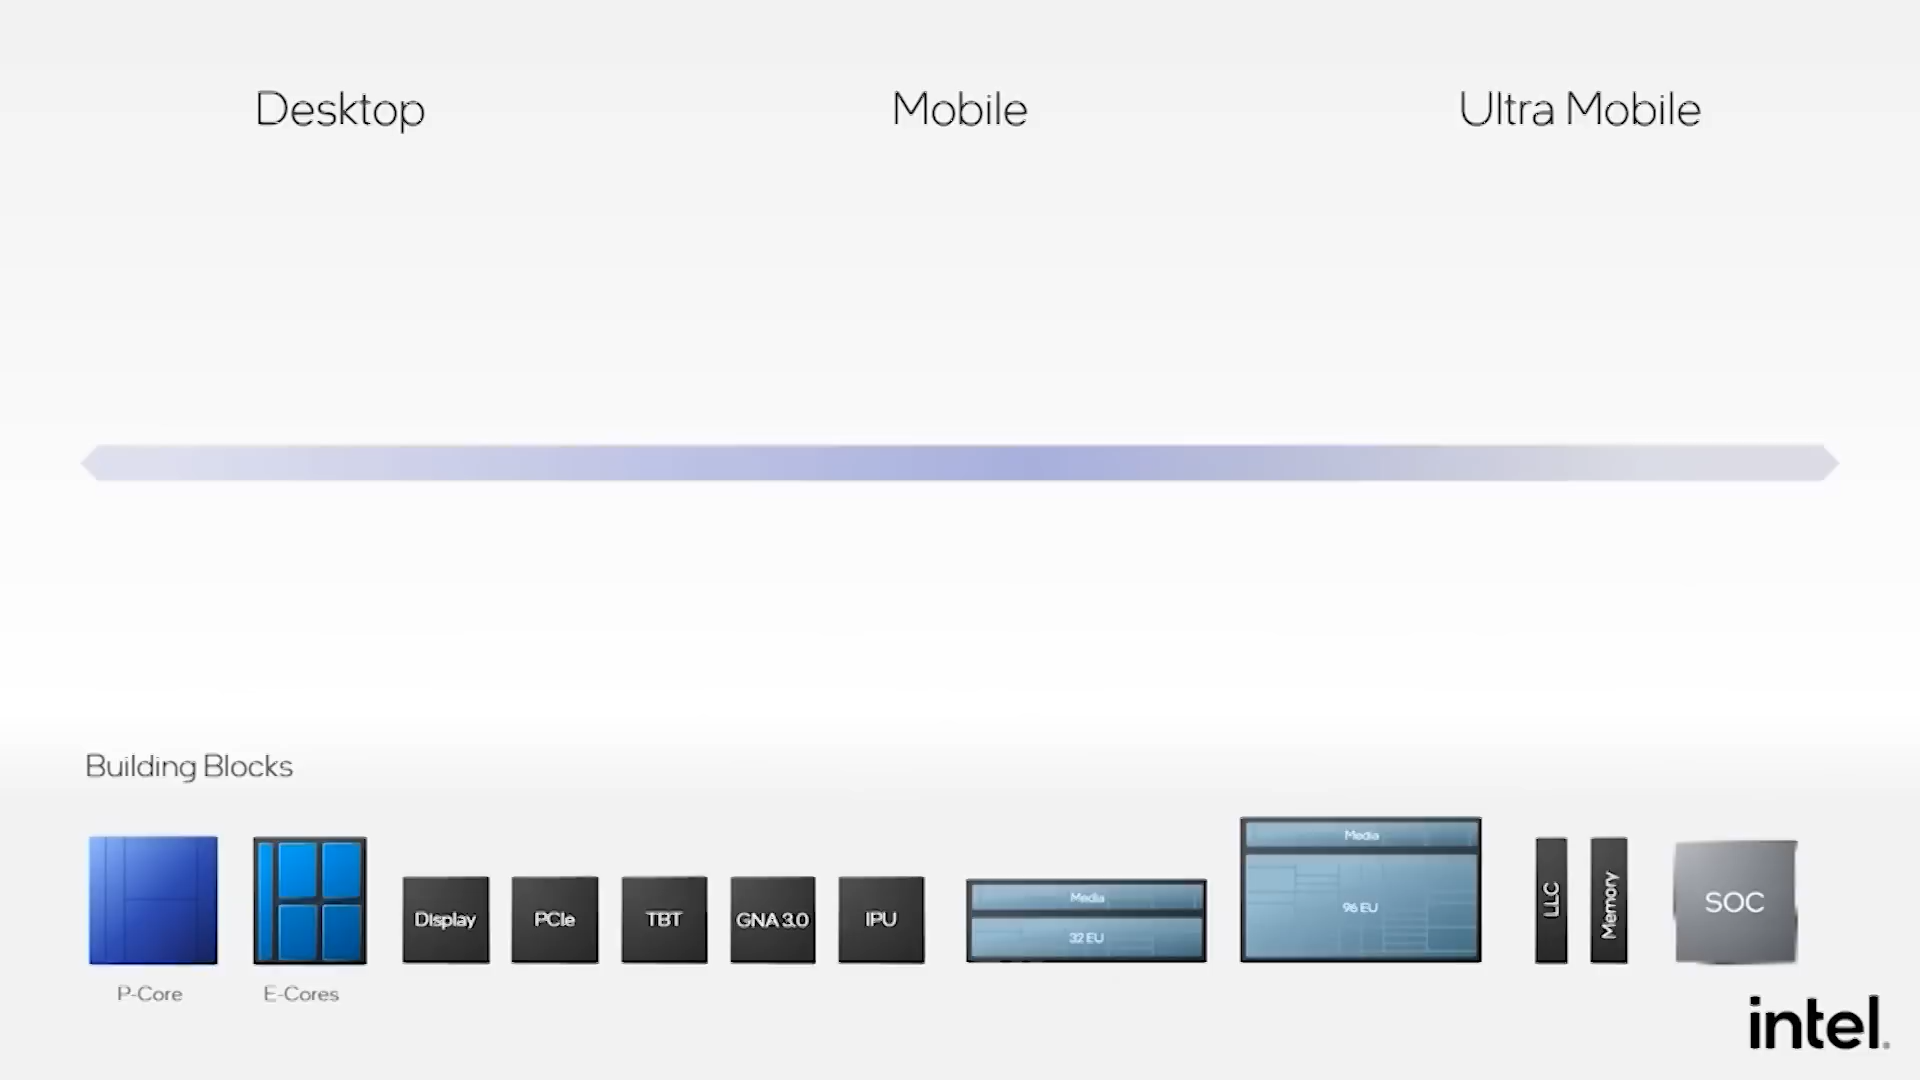 Desktop
Mobile
Ultra Mobile
Building Blocks
P-Core
E-Cores
Display
PCIe
TBT
GNA 3.0
IPU
Media
32 EU
Media
96 EU
LLC
Memory
SOC
intel.